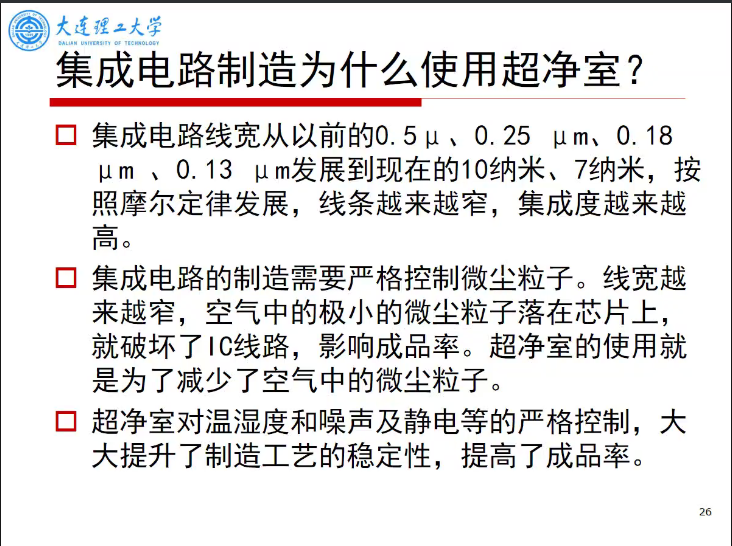 大连理工大学
DALIAN UNIVERSITY OF TECHNOLOGY
集成电路制造为什么使用超净室？
集成电路线宽从以前的0.5μ、0.25 μm、0.18
μm 、0.13 μm发展到现在的10纳米、7纳米，按
照摩尔定律发展，线条越来越窄，集成度越来越
高。
集成电路的制造需要严格控制微尘粒子。线宽越
来越窄，空气中的极小的微尘粒子落在芯片上，
就破坏了IC线路，影响成品率。超净室的使用就
是为了减少了空气中的微尘粒子。
超净室对温湿度和噪声及静电等的严格控制，大
大提升了制造工艺的稳定性，提高了成品率。
26